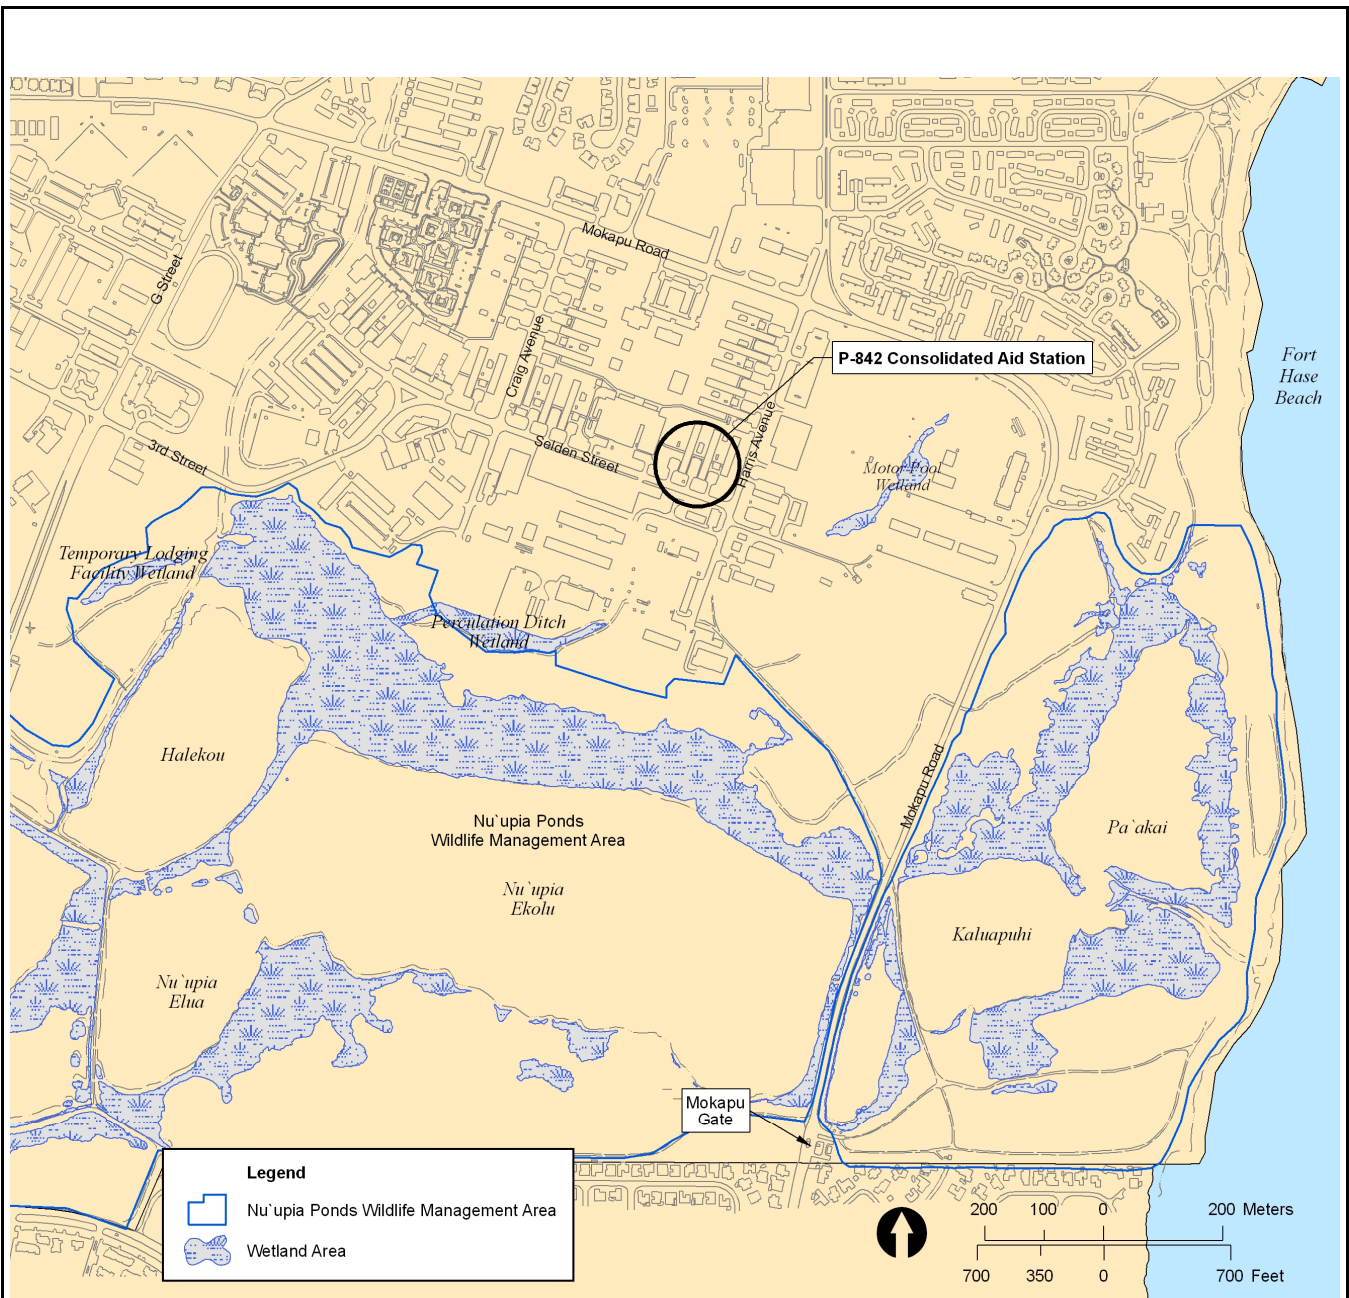 Mokapu Road
G Street
Craig Avenue
P-842 Consolidated Aid Station
Fort
Hase
Beach
Harris Avenue
3rd Street
Selden Street
Motor Pool
Wetland
Temporary Lodging
Facility Wetland
Perculation Ditch
Wetland
Halekou
Mokapu Road
Nu`upia Ponds
Wildlife Management Area
Pa`akai
Nu`upia
Ekolu
Kaluapuhi
Nu`upia
Elua
Mokapu
Gate
Legend
Nu`upia Ponds Wildlife Management Area
Wetland Area
200 100 0 200 Meters
700 350 0 700 Feet